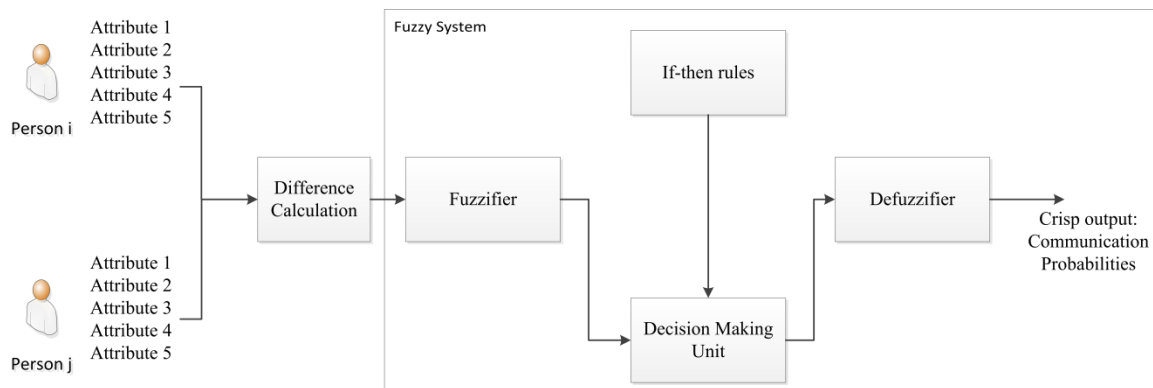 Attribute 1
Attribute 2
Attribute 3
Attribute 4
Attribute 5
Person i
Fuzzy System
If-then rules
Difference
Calculation
Fuzzifier
Defuzzifier
Crisp output:
Communication
Probabilities
Attribute 1
Attribute 2
Attribute 3
Attribute 4
Attribute 5
Person j
Decision Making
Unit